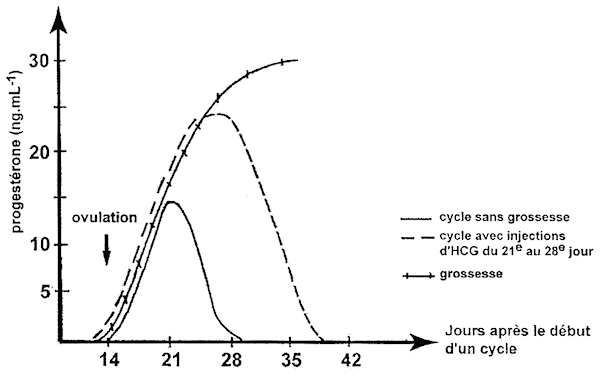 progestérone (ng.mL-1)
30
20
10
5
ovulation
cycle sans grossesse
cycle avec injections
d'HCG du 21e au 28e jour
grossesse
14
21
28
35
42
Jours après le début
d'un cycle